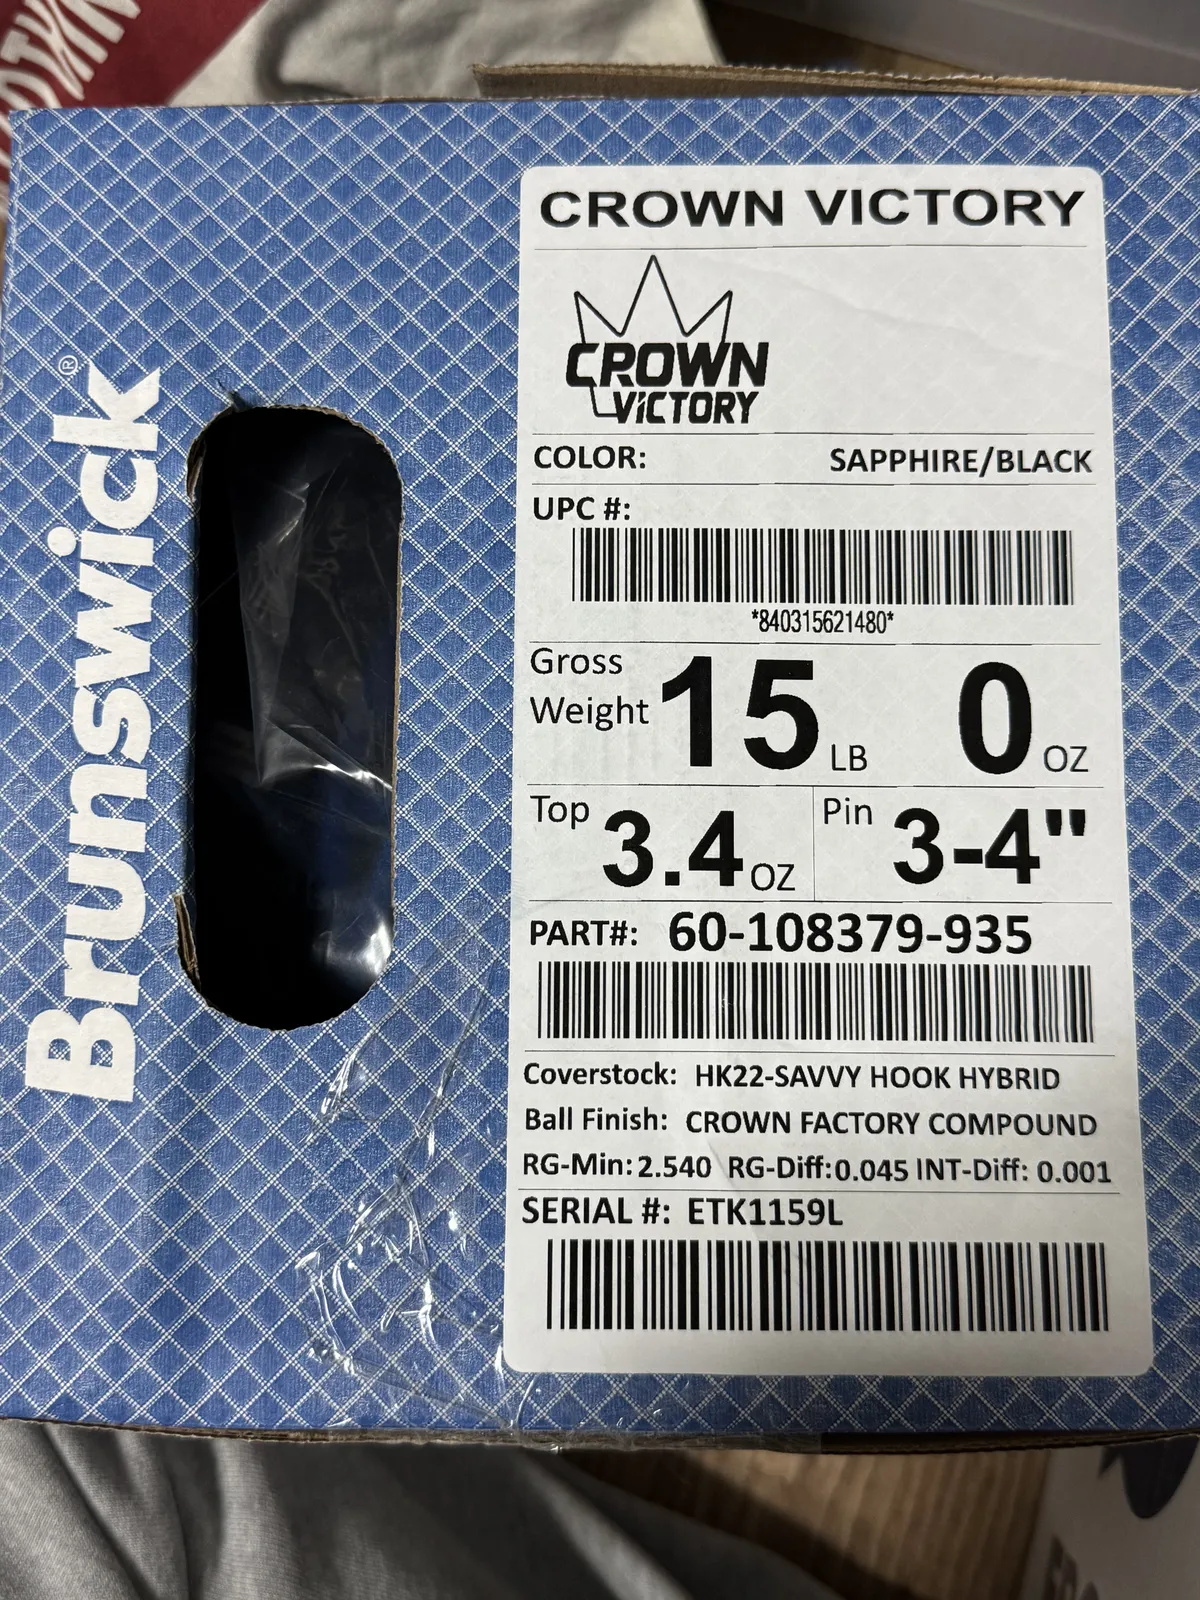 Brunswick®
CROWN VICTORY
CROWN
VICTORY
COLOR: SAPPHIRE/BLACK
UPC #:
*840315621480*
Gross
Weight 15 LB 0 OZ
Top 3.4 OZ Pin 3-4"
PART#: 60-108379-935
Coverstock: HK22-SAVVY HOOK HYBRID
Ball Finish: CROWN FACTORY COMPOUND
RG-Min: 2.540 RG-Diff: 0.045 INT-Diff: 0.001
SERIAL #: ETK1159L